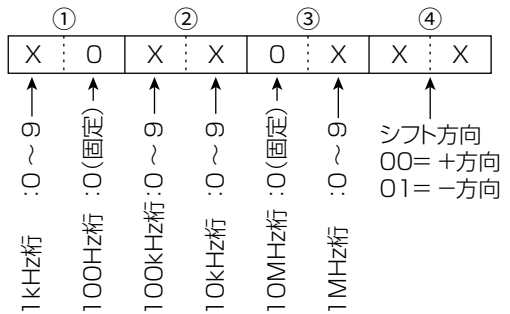 ① ② ③ ④
X 0 X X 0 X X X
1kHz桁 :0 ~ 9
100Hz桁 :0(固定)
100kHz桁 :0 ~ 9
10kHz桁 :0 ~ 9
10MHz桁 :0(固定)
1MHz桁 :0 ~ 9
シフト方向
00= +方向
01= −方向